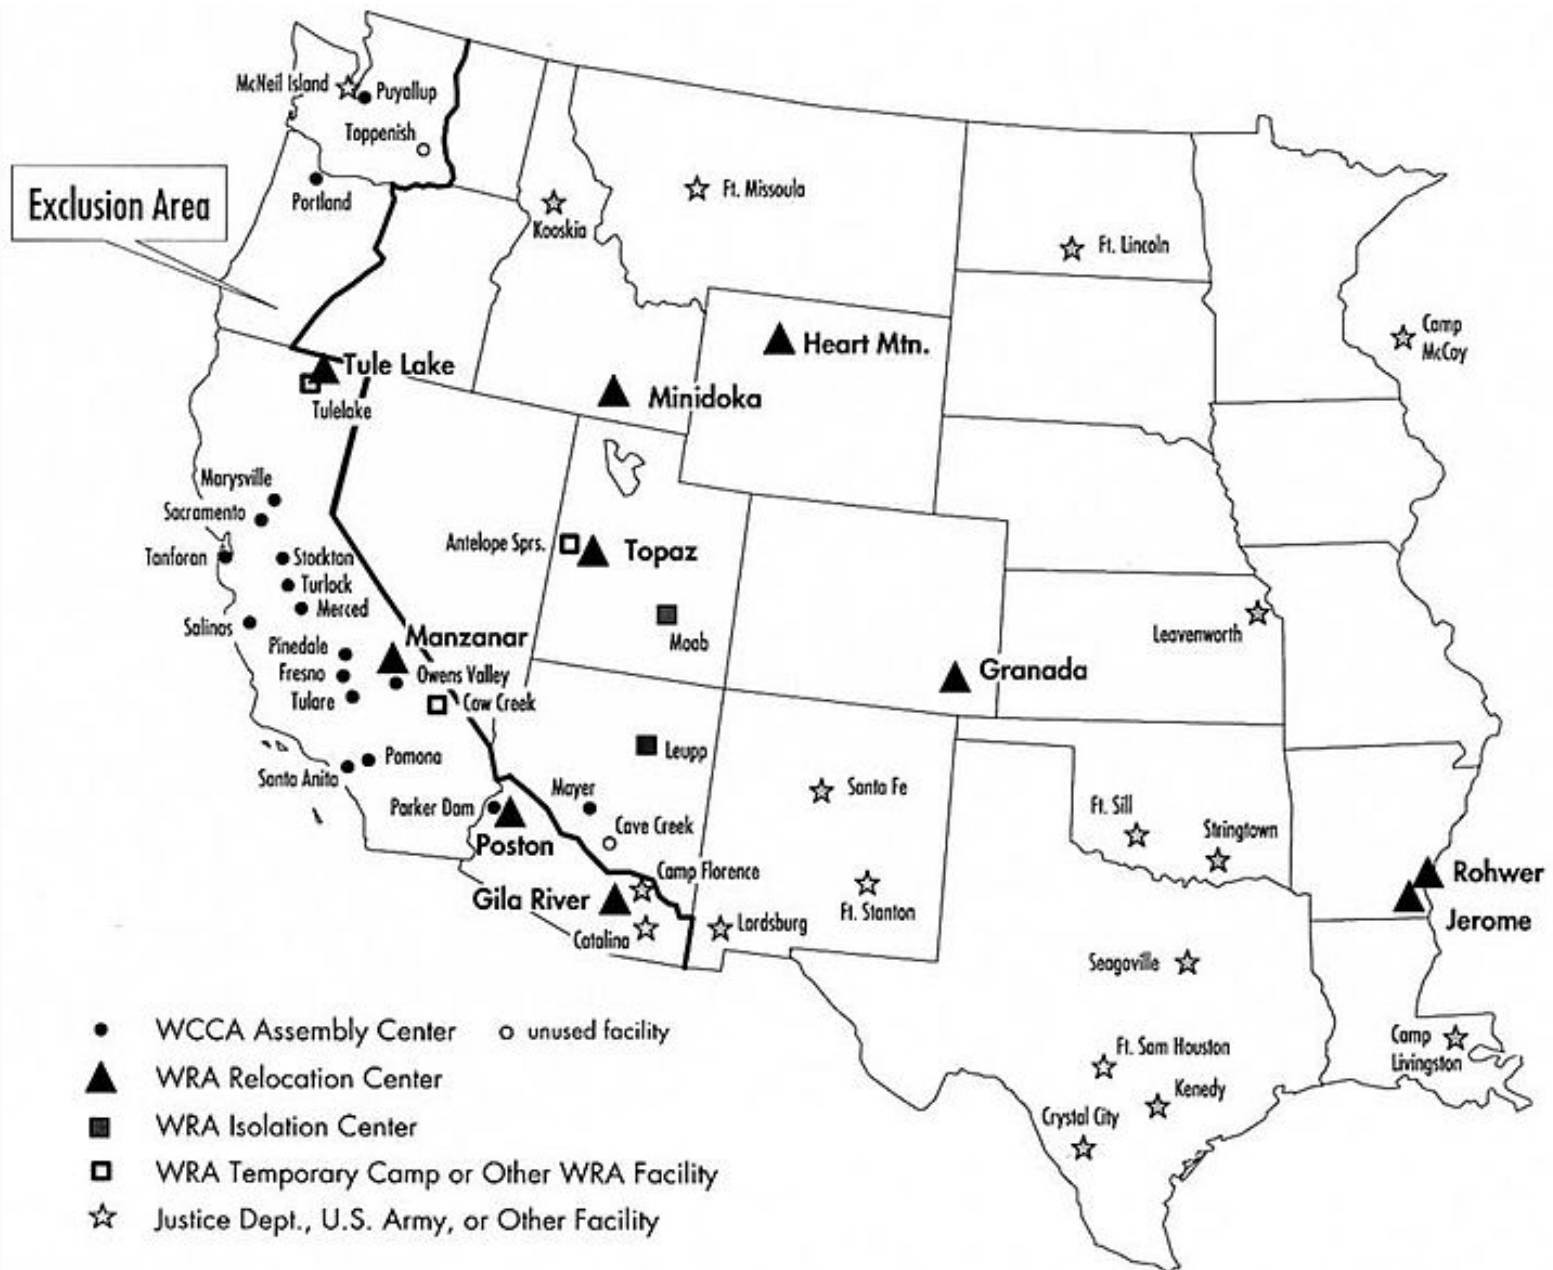 McNeil Island
Puyallup
Toppenish
Exclusion Area
Portland
Kooskia
Ft. Missoula
Ft. Lincoln
Camp
McCoy
Heart Mtn.
Tule Lake
Minidoka
Tulelake
Marysville
Sacramento
Antelope Sprs.
Topaz
Tanforan
Stockton
Turlock
Merced
Leavenworth
Salinas
Moab
Manzanar
Pinedale
Fresno
Owens Valley
Granada
Tulare
Cow Creek
Leupp
Pomona
Santa Anita
Mayer
Santa Fe
Parker Dam
Ft. Sill
Cave Creek
Stringtown
Poston
Camp Florence
Rohwer
Gila River
Ft. Stanton
Lordsburg
Jerome
Catalina
Seagoville
WCCA Assembly Center
unused facility
Camp
Livingston
Ft. Sam Houston
WRA Relocation Center
Kenedy
Crystal City
WRA Isolation Center
WRA Temporary Camp or Other WRA Facility
Justice Dept., U.S. Army, or Other Facility